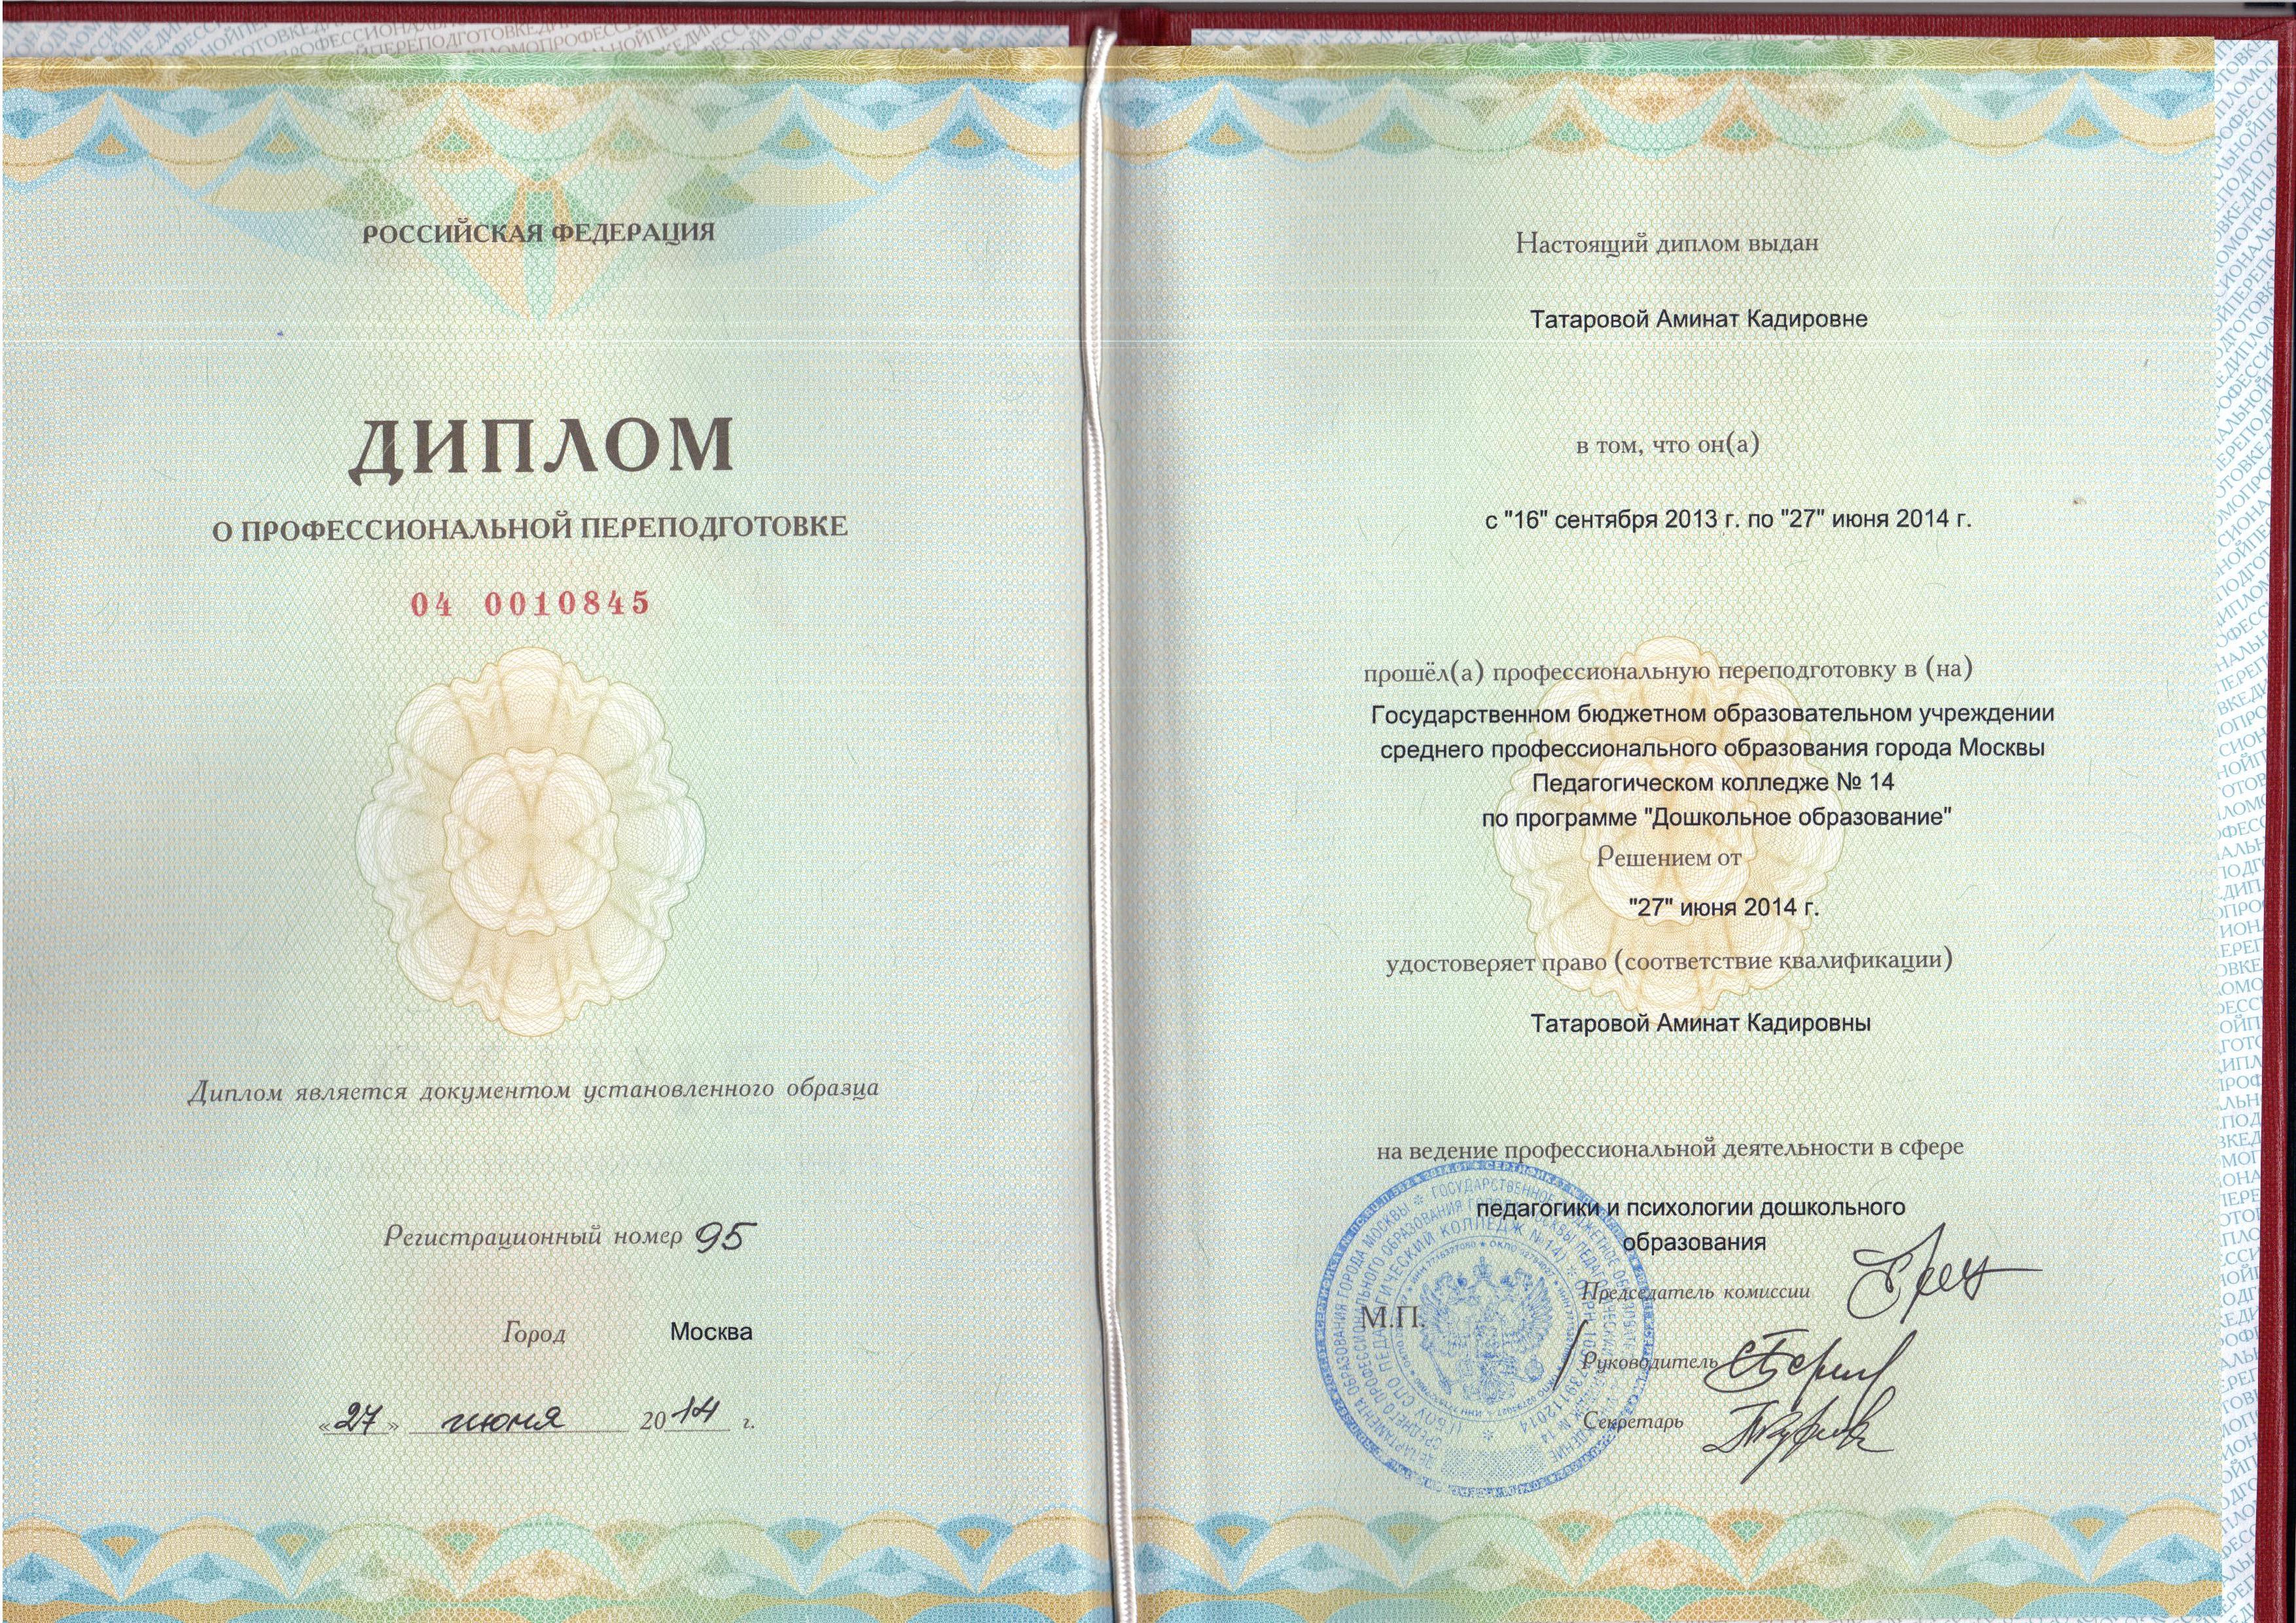 РОССИЙСКАЯ ФЕДЕРАЦИЯ
ДИПЛОМ
О ПРОФЕССИОНАЛЬНОЙ ПЕРЕПОДГОТОВКЕ
04 0010845
Диплом является документом установленного образца
Регистрационный номер 95
Город Москва
«27» июня 2014 г.
Настоящий диплом выдан
Татаровой Аминат Кадировне
в том, что он(а)
с "16" сентября 2013 г. по "27" июня 2014 г.
прошёл(а) профессиональную переподготовку в (на)
Государственном бюджетном образовательном учреждении
среднего профессионального образования города Москвы
Педагогическом колледже № 14
по программе "Дошкольное образование"
Решением от
"27" июня 2014 г.
удостоверяет право (соответствие квалификации)
Татаровой Аминат Кадировны
на ведение профессиональной деятельности в сфере
педагогики и психологии дошкольного
образования
Председатель комиссии
М.П.
Руководитель
Секретарь